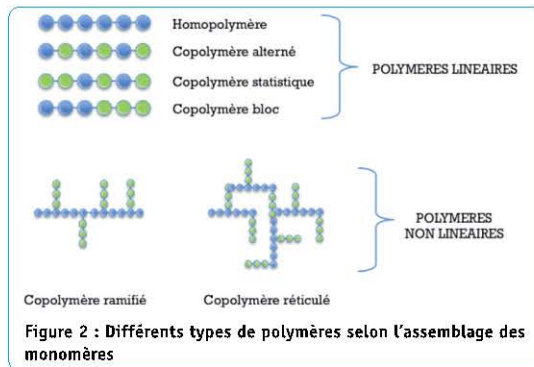 Homopolymère
Copolymère alterné
Copolymère statistique
Copolymère bloc
POLYMERES LINEAIRES
POLYMERES
NON LINEAIRES
Copolymère ramifié
Copolymère réticulé
Figure 2 : Différents types de polymères selon l'assemblage des
monomères